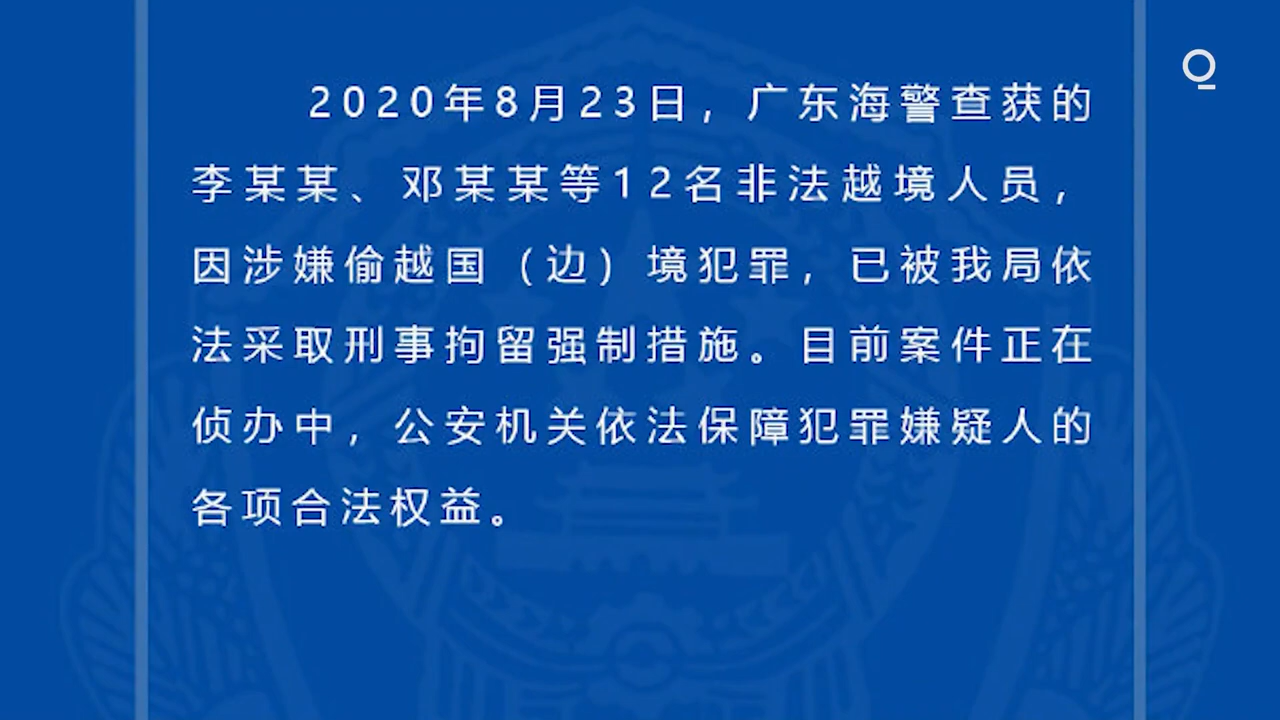 2020年8月23日，广东海警查获的
李某某、邓某某等12名非法越境人员，
因涉嫌偷越国（边）境犯罪，已被我局依
法采取刑事拘留强制措施。目前案件正在
侦办中，公安机关依法保障犯罪嫌疑人的
各项合法权益。